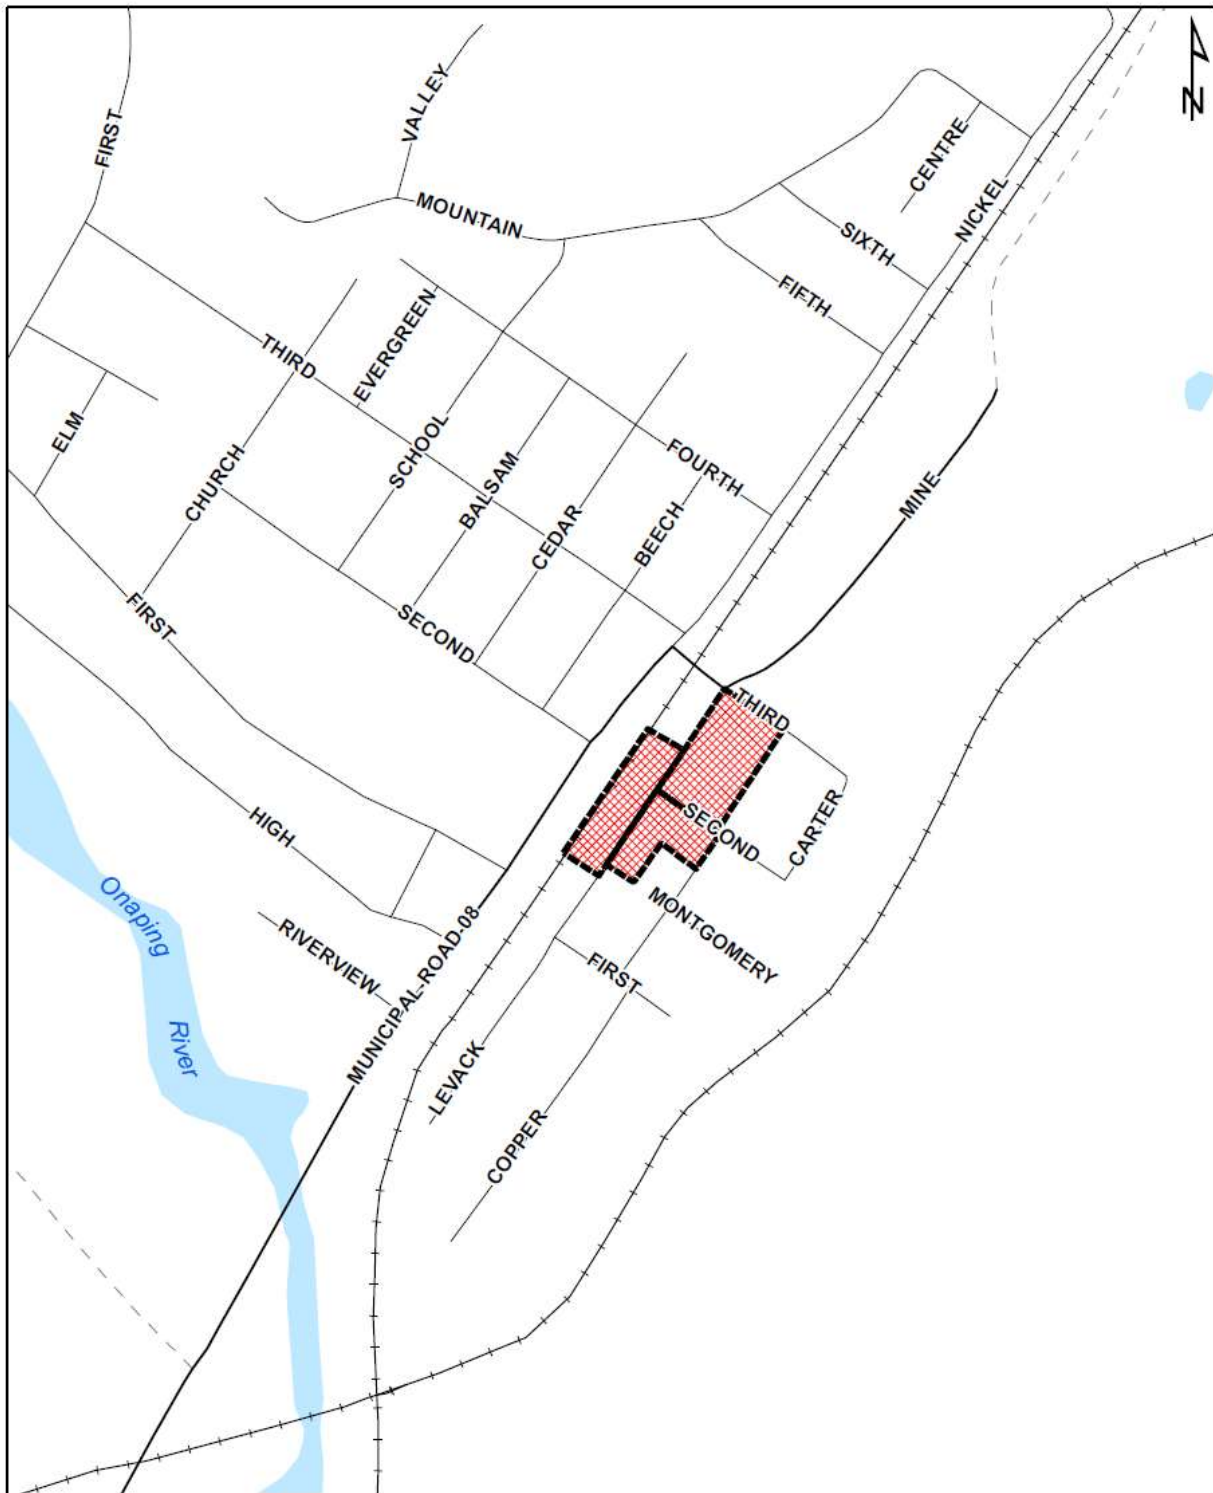 FIRST
VALLEY
N
CENTRE
MOUNTAIN
NICKEL
SIXTH
FIFTH
THIRD
EVERGREEN
ELM
CHURCH
SCHOOL
BALSAM
FOURTH
MINE
CEDAR
BEECH
FIRST
SECOND
THIRD
HIGH
SECOND
CARTER
Onaping
River
RIVERVIEW
MUNICIPAL ROAD 08
MONTGOMERY
FIRST
LEVACK
COPPER